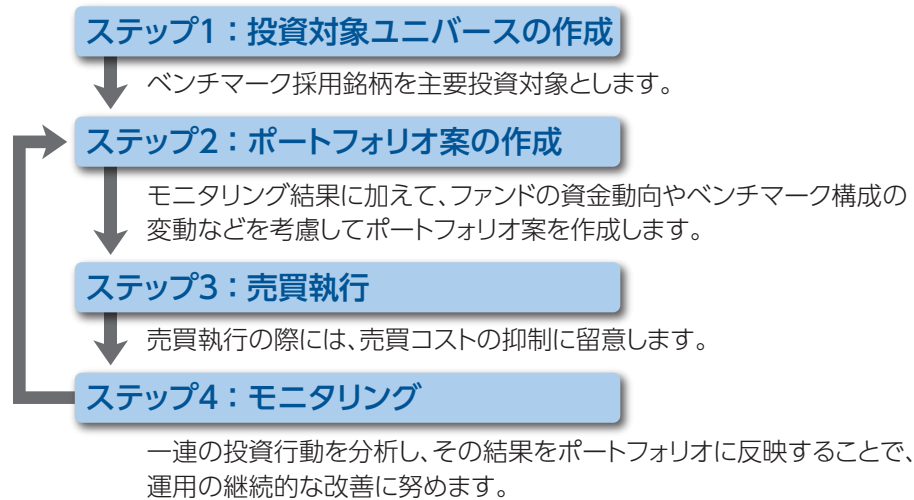 ステップ1：投資対象ユニバースの作成
ベンチマーク採用銘柄を主要投資対象とします。
ステップ2：ポートフォリオ案の作成
モニタリング結果に加えて、ファンドの資金動向やベンチマーク構成の
変動などを考慮してポートフォリオ案を作成します。
ステップ3：売買執行
売買執行の際には、売買コストの抑制に留意します。
ステップ4：モニタリング
一連の投資行動を分析し、その結果をポートフォリオに反映することで、
運用の継続的な改善に努めます。